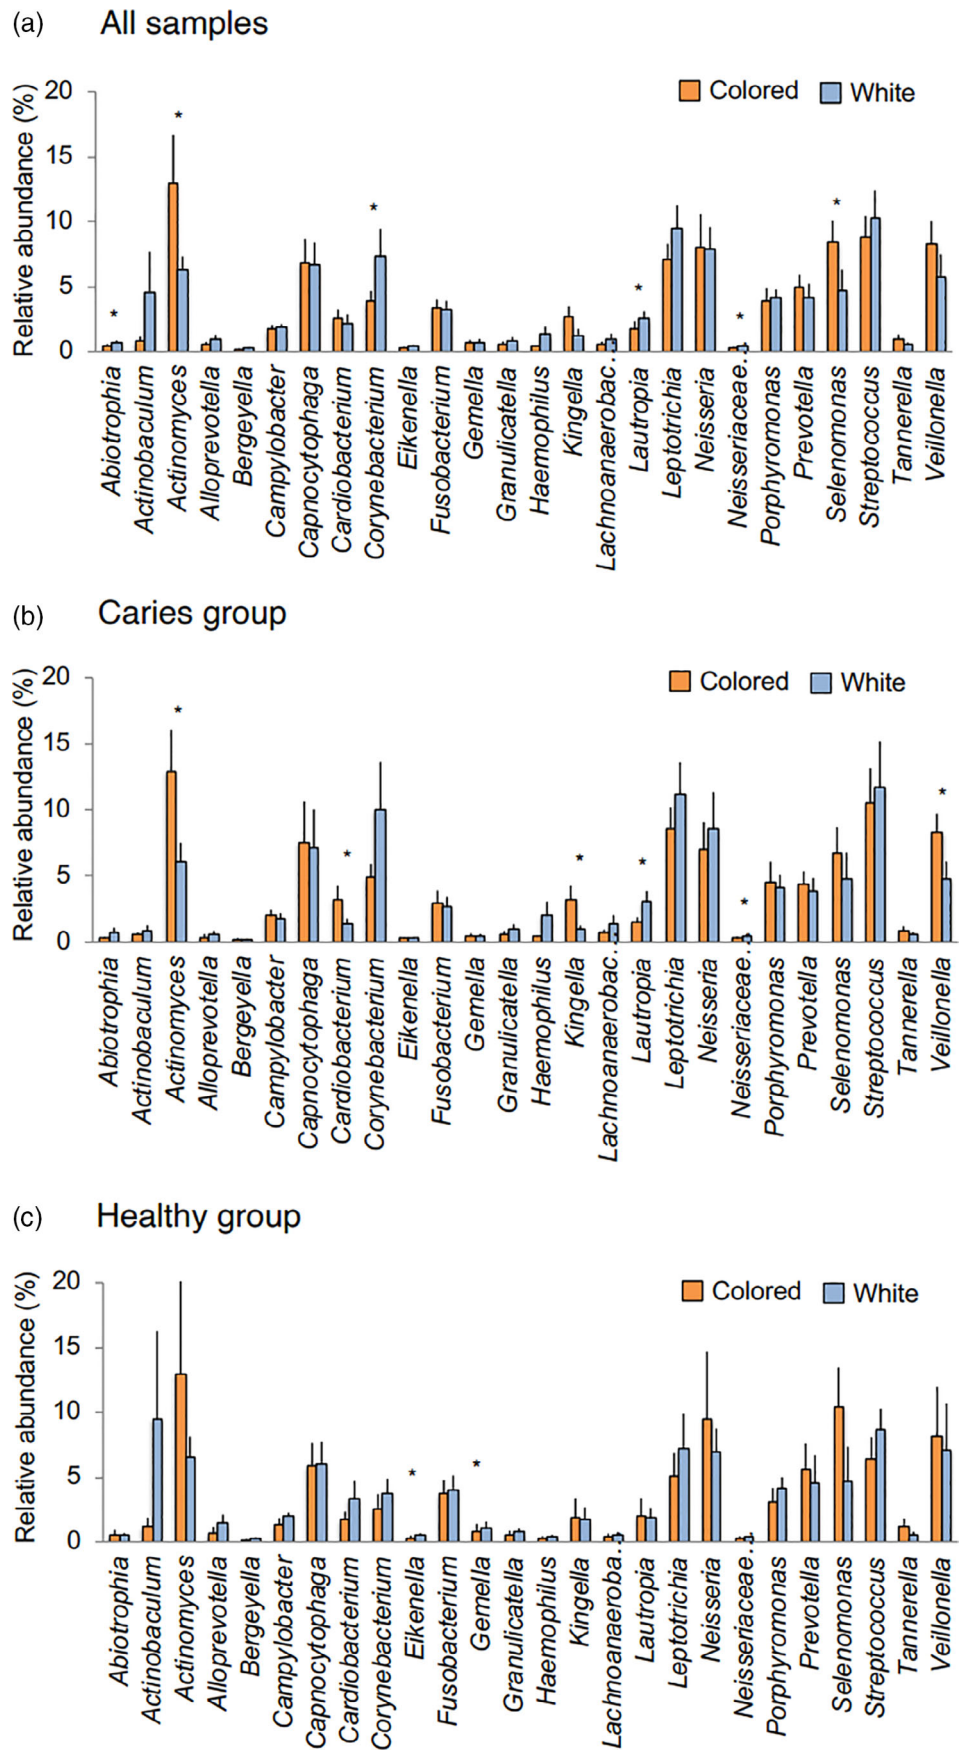 (a) All samples
Relative abundance (%)
20
15
10
5
0
Colored White
* * * * * *
Abiotrophia
Actinobaculum
Actinomyces
Alloprevotella
Bergeyella
Campylobacter
Capnocytophaga
Cardiobacterium
Corynebacterium
Eikenella
Fusobacterium
Gemella
Granulicatella
Haemophilus
Kingella
Lachnoanaerobac..
Lautropia
Leptotrichia
Neisseria
Neisseriaceae..
Porphyromonas
Prevotella
Selenomonas
Streptococcus
Tannerella
Veillonella
(b) Caries group
Relative abundance (%)
20
15
10
5
0
Colored White
* * * * * *
Abiotrophia
Actinobaculum
Actinomyces
Alloprevotella
Bergeyella
Campylobacter
Capnocytophaga
Cardiobacterium
Corynebacterium
Eikenella
Fusobacterium
Gemella
Granulicatella
Haemophilus
Kingella
Lachnoanaerobac..
Lautropia
Leptotrichia
Neisseria
Neisseriaceae..
Porphyromonas
Prevotella
Selenomonas
Streptococcus
Tannerella
Veillonella
(c) Healthy group
Relative abundance (%)
20
15
10
5
0
Colored White
* *
Abiotrophia
Actinobaculum
Actinomyces
Alloprevotella
Bergeyella
Campylobacter
Capnocytophaga
Cardiobacterium
Corynebacterium
Eikenella
Fusobacterium
Gemella
Granulicatella
Haemophilus
Kingella
Lachnoanaeroba..
Lautropia
Leptotrichia
Neisseria
Neisseriaceae..
Porphyromonas
Prevotella
Selenomonas
Streptococcus
Tannerella
Veillonella